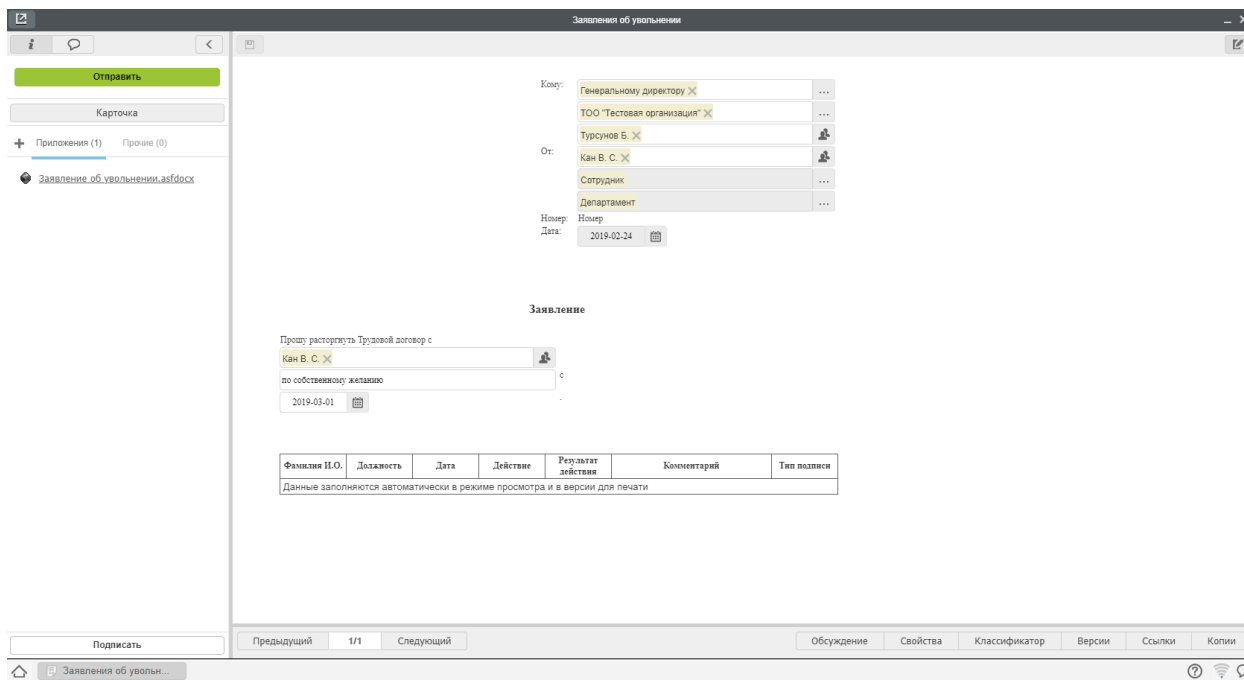 Заявления об увольнении
Отправить
Карточка
Приложения (1) Прочие (0)
Заявление об увольнении.asfdocx
Подписать
Кому: Генеральному директору
ТОО "Тестовая организация"
Турсунов Б.
От: Кан В. С.
Сотрудник
Департамент
Номер: Номер
Дата: 2019-02-24
Заявление
Прошу расторгнуть Трудовой договор с
Кан В. С.
по собственному желанию с
2019-03-01 .
Фамилия И.О. Должность Дата Действие Результат действия Комментарий Тип подписи
Данные заполняются автоматически в режиме просмотра и в версии для печати
Предыдущий 1/1 Следующий Обсуждение Свойства Классификатор Версии Ссылки Копии
Заявления об увольн...